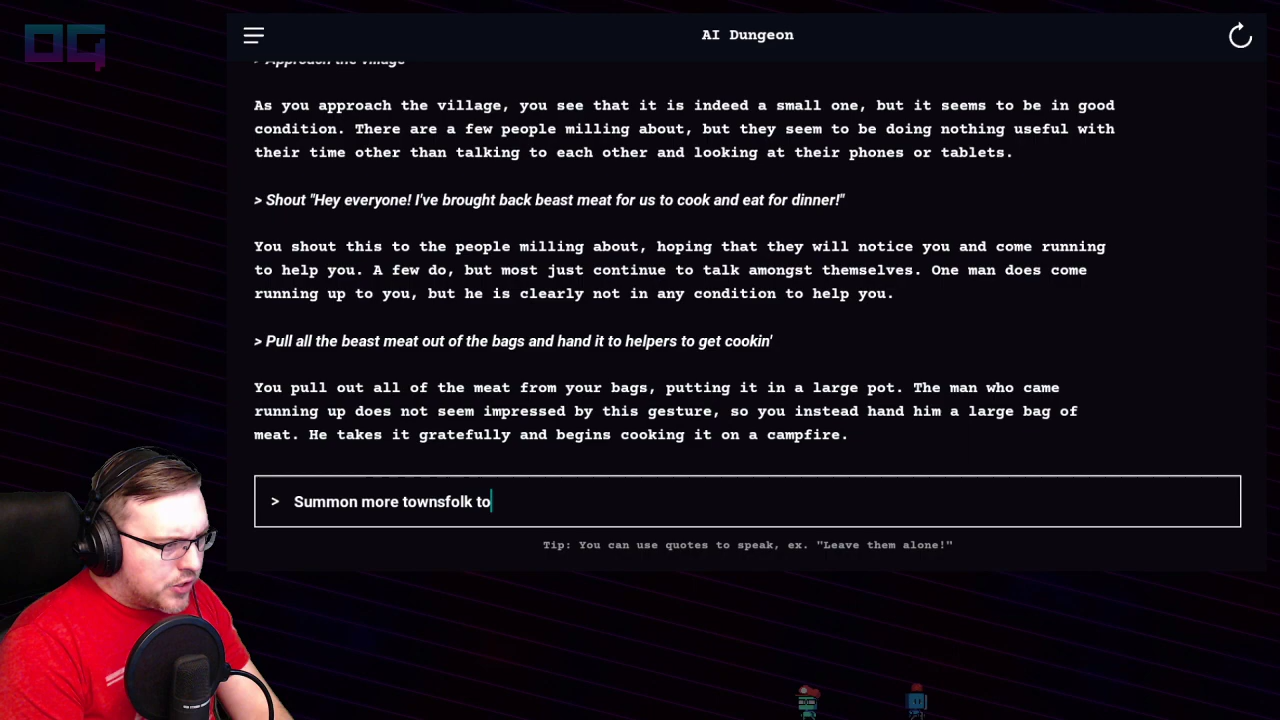 OG
AI Dungeon
> Approach the village
As you approach the village, you see that it is indeed a small one, but it seems to be in good
condition. There are a few people milling about, but they seem to be doing nothing useful with
their time other than talking to each other and looking at their phones or tablets.
> Shout "Hey everyone! I've brought back beast meat for us to cook and eat for dinner!"
You shout this to the people milling about, hoping that they will notice you and come running
to help you. A few do, but most just continue to talk amongst themselves. One man does come
running up to you, but he is clearly not in any condition to help you.
> Pull all the beast meat out of the bags and hand it to helpers to get cookin'
You pull out all of the meat from your bags, putting it in a large pot. The man who came
running up does not seem impressed by this gesture, so you instead hand him a large bag of
meat. He takes it gratefully and begins cooking it on a campfire.
> Summon more townsfolk to
Tip: You can use quotes to speak, ex. "Leave them alone!"